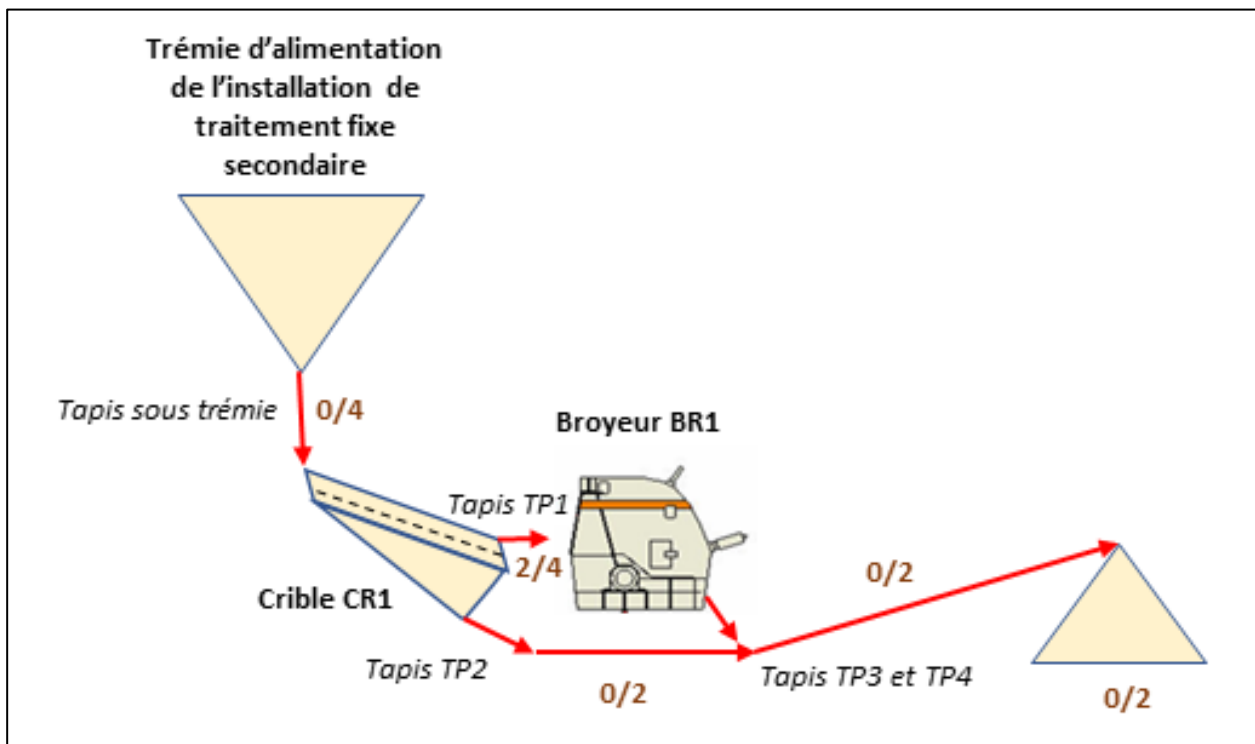 Trémie d'alimentation
de l'installation de
traitement fixe
secondaire
Tapis sous trémie
0/4
Broyeur BR1
Tapis TP1
2/4
Crible CR1
0/2
Tapis TP2
0/2
Tapis TP3 et TP4
0/2